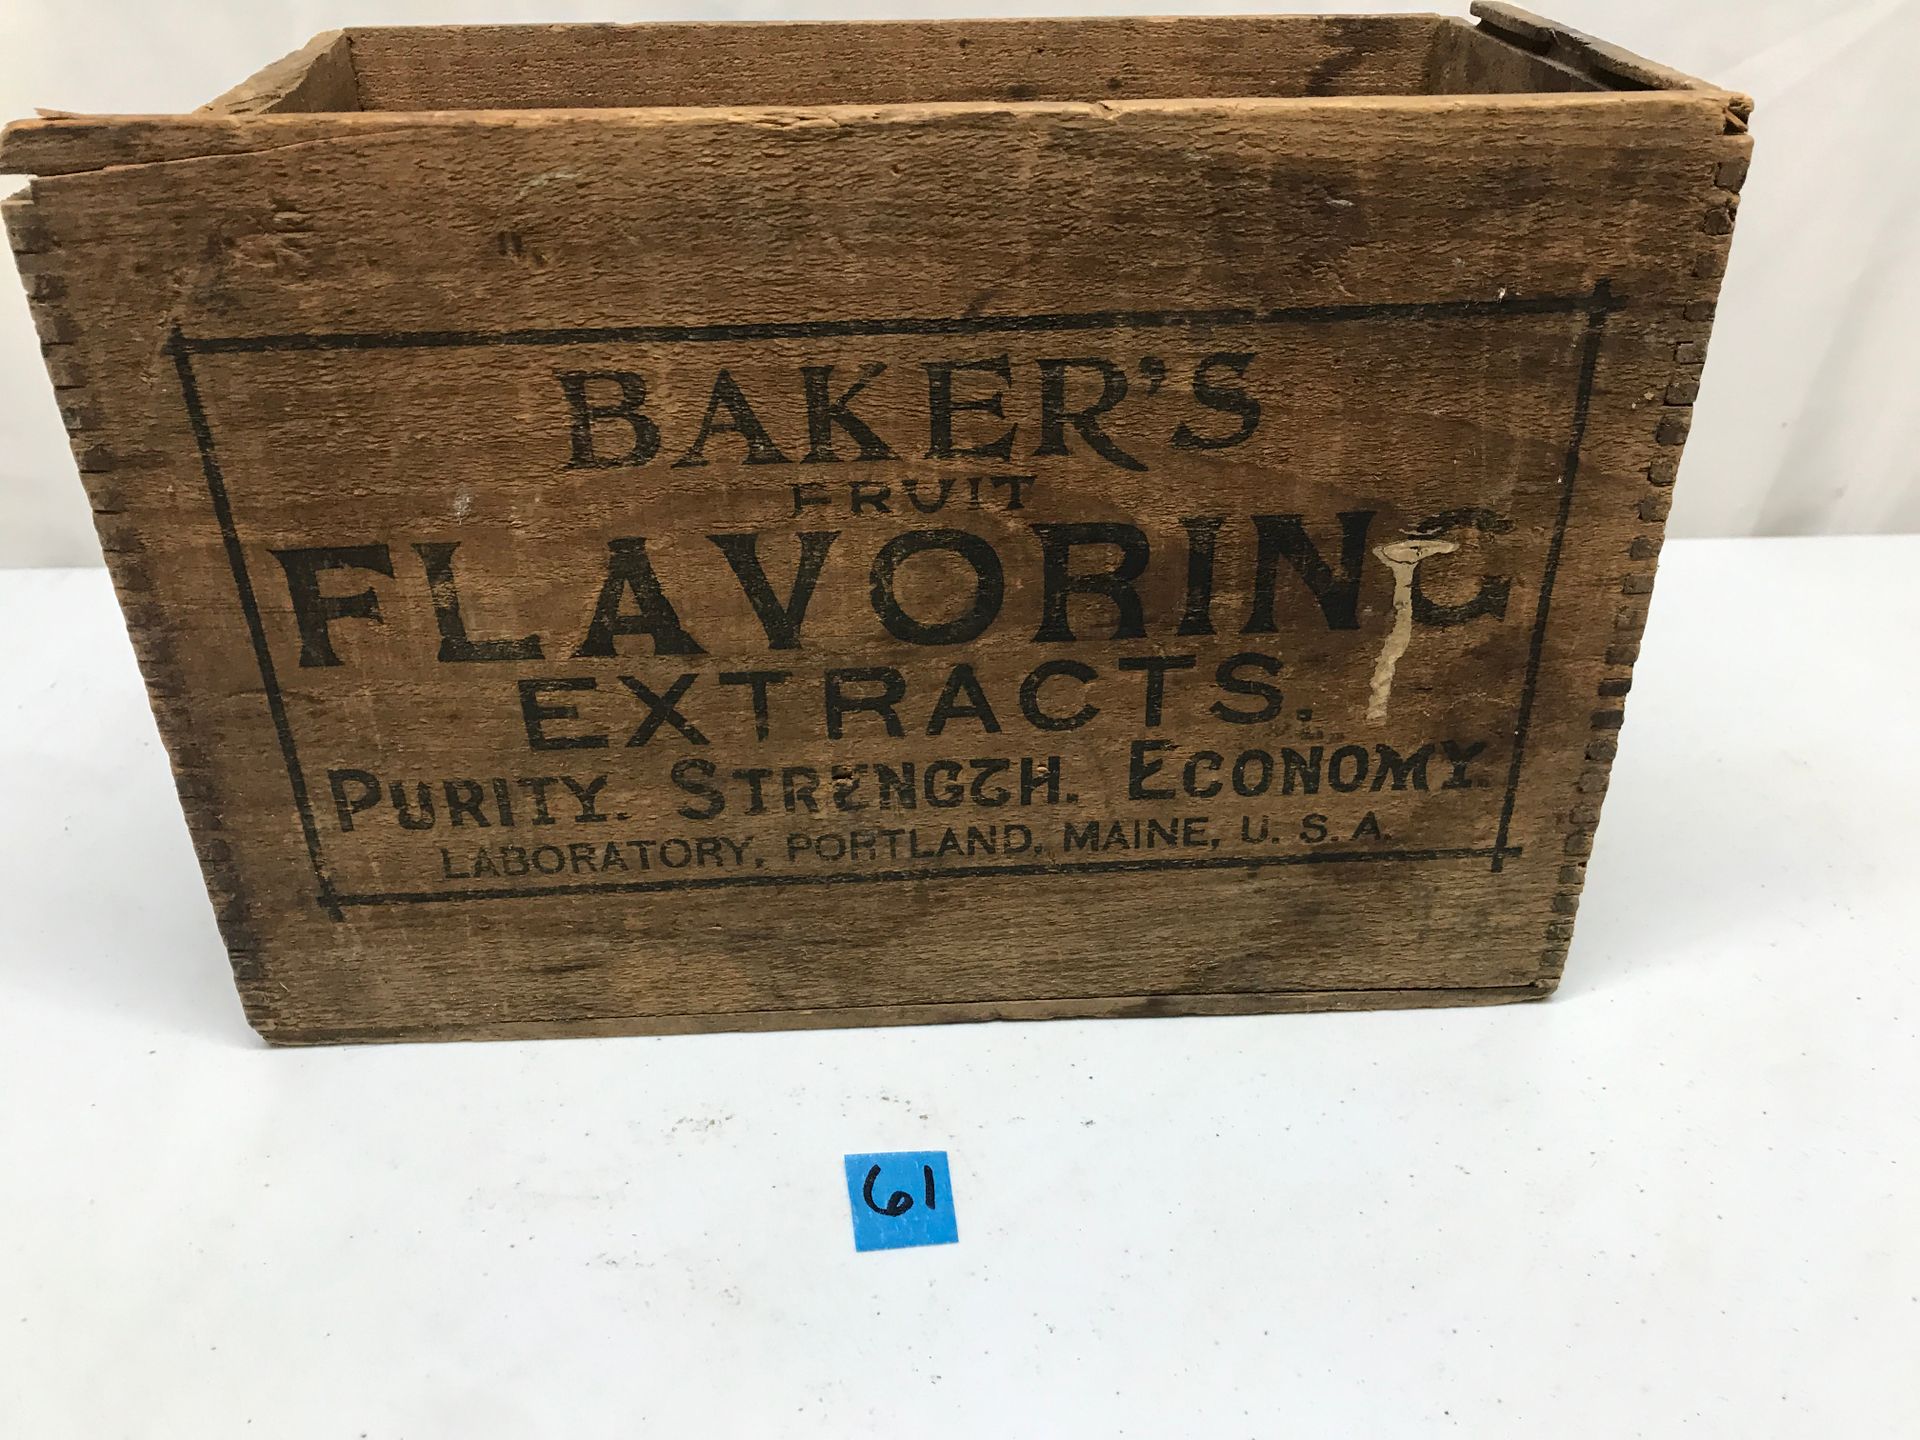 BAKER'S
FRUIT
FLAVORING
EXTRACTS.
PURITY. STRENGTH. ECONOMY.
LABORATORY, PORTLAND, MAINE, U. S. A.
61